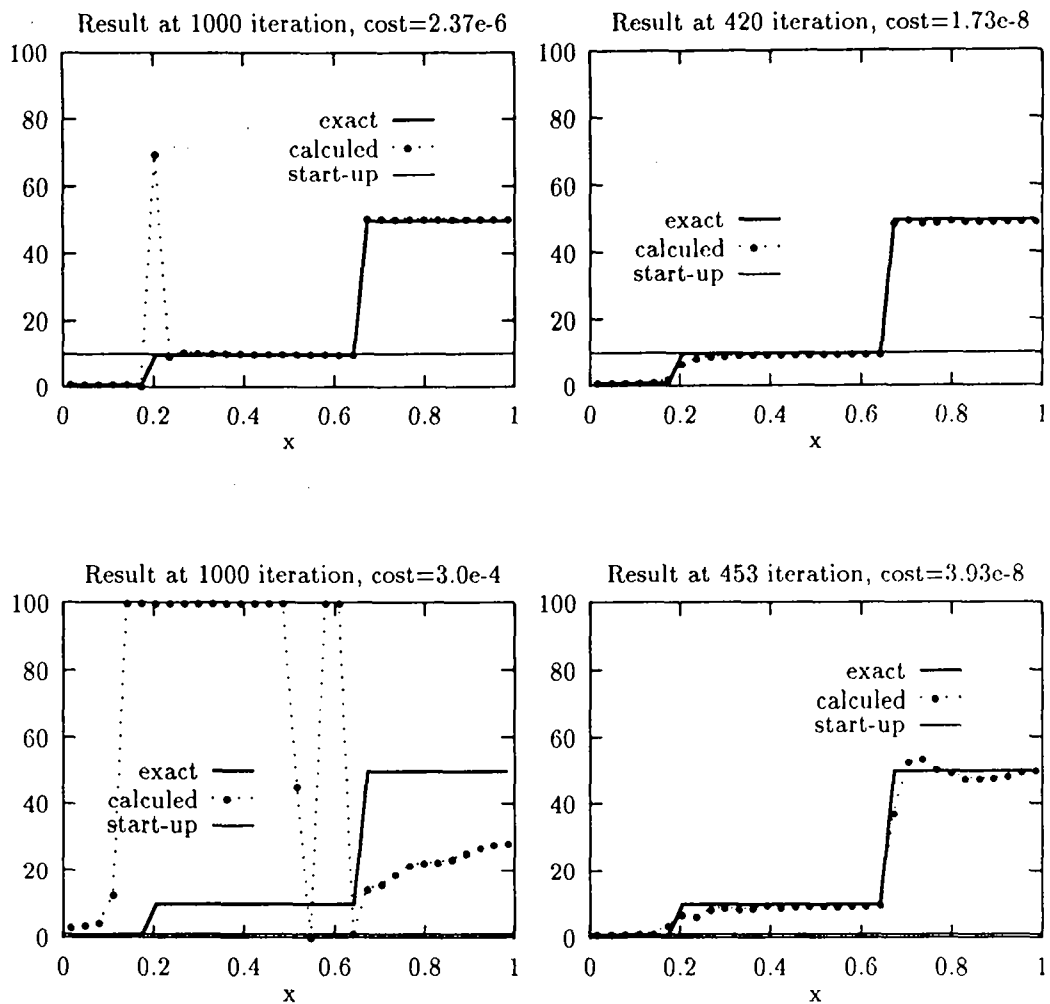 Result at 1000 iteration, cost=2.37e-6
100
80
60
40
20
0
exact
calculed
start-up
0 0.2 0.4 0.6 0.8 1
x
Result at 420 iteration, cost=1.73e-8
100
80
60
40
20
0
exact
calculed
start-up
0 0.2 0.4 0.6 0.8 1
x
Result at 1000 iteration, cost=3.0e-4
100
80
60
40
20
0
exact
calculed
start-up
0 0.2 0.4 0.6 0.8 1
x
Result at 453 iteration, cost=3.93e-8
100
80
60
40
20
0
exact
calculed
start-up
0 0.2 0.4 0.6 0.8 1
x